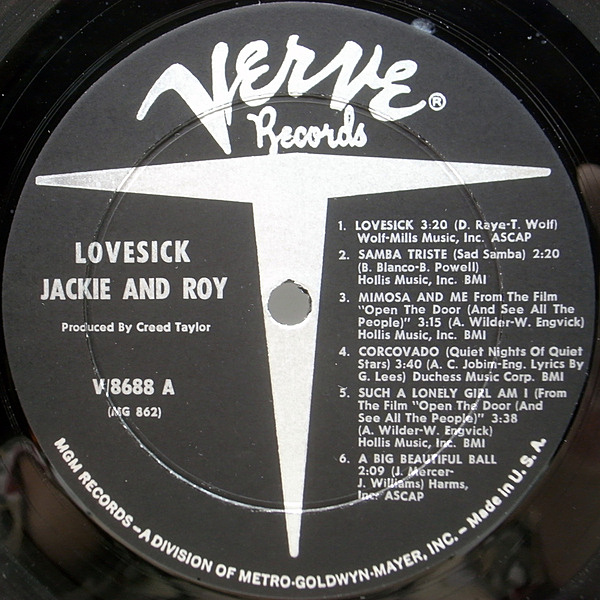 Verve®
Records
LOVESICK
JACKIE AND ROY
Produced By Creed Taylor
V/8688 A
(MG 862)
1. LOVESICK 3:20 (D. Raye-T. Wolf)
Wolf-Mills Music, Inc. ASCAP
2. SAMBA TRISTE (Sad Samba) 2:20
(B. Blanco-B. Powell)
Hollis Music, Inc. BMI
3. MIMOSA AND ME From The Film
"Open The Door (And See All The
People)" 3:15 (A. Wilder-W. Engvick)
Hollis Music, Inc. BMI
4. CORCOVADO (Quiet Nights Of Quiet
Stars) 3:40 (A. C. Jobim-Eng. Lyrics By
G. Lees) Duchess Music Corp. BMI
5. SUCH A LONELY GIRL AM I (From
The Film "Open The Door (And
See All The People)" 3:38
(A. Wilder-W. Engvick)
Hollis Music, Inc. BMI
6. A BIG BEAUTIFUL BALL
2:09 (J. Mercer-
J. Williams) Harms,
Inc. ASCAP
MGM RECORDS – A DIVISION OF METRO-GOLDWYN-MAYER, INC. – Made in U.S.A.